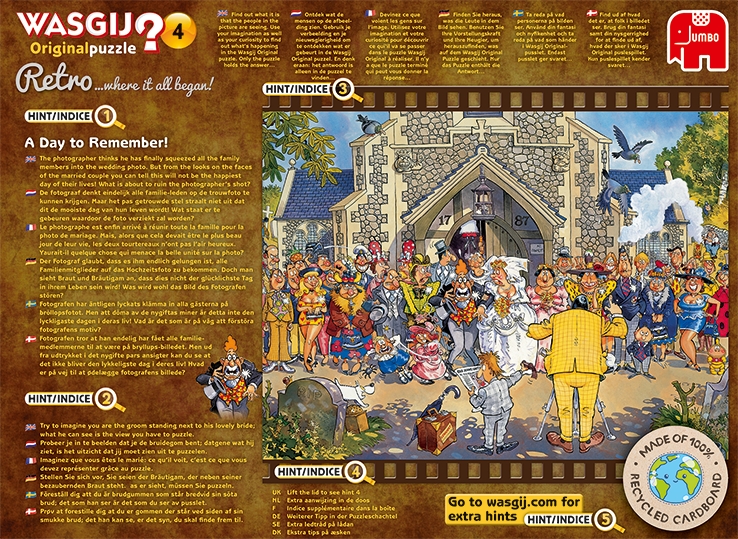 WASGIJ? 4
Originalpuzzle
Retro ...where it all began!
Find out what it is
that the people in the
picture are seeing. Use
your imagination as well
as your curiosity to find
out what's happening
in the Wasgij Original
puzzle. Only the puzzle
holds the answer...
Ontdek wat de
mensen op de afbeel-
ding zien. Gebruik je
verbeelding en je
nieuwsgierigheid om
te ontdekken wat er
gebeurt in de Wasgij
Original puzzel. En denk
eraan: het antwoord is
alleen in de puzzel te
vinden...
Devinez ce que
voient les gens sur
l'image. Utilisez votre
imagination et votre
curiosité pour découvrir
ce qu'il va se passer
dans le puzzle Wasgij
Original à réaliser. Il n'y
a que le puzzle terminé
qui peut vous donner la
réponse...
Finden Sie heraus,
was die Leute in dem
Bild sehen. Benutzen Sie
Ihre Vorstellungskraft
und Ihre Neugier, um
herauszufinden, was
auf dem Wasgij Original
Puzzle geschieht. Nur
das Puzzle enthält die
Antwort...
Ta reda på vad
personerna på bilden
ser. Använd din fantasi
och nyfikenhet och ta
reda på vad som händer
i Wasgij Original-
pusslet. Endast
pusslet ger svaret...
Find ud af hvad
det er, at folk i billedet
ser. Brug din fantasi
samt din nysgerrighed
for at finde ud af,
hvad der sker i Wasgij
Original puslespillet.
Kun puslespillet kender
svaret...
Jumbo
HINT/INDICE 3
HINT/INDICE 1
A Day to Remember!
The photographer thinks he has finally squeezed all the family
members into the wedding photo. But from the looks on the faces
of the married couple you can tell this will not be the happiest
day of their lives! What is about to ruin the photographer's shot?
De fotograaf denkt eindelijk alle familie-leden op de trouwfoto te
kunnen krijgen. Maar het pas getrouwde stel straalt niet uit dat
dit de mooiste dag van hun leven wordt! Wat staat er te
gebeuren waardoor de foto verziekt zal worden?
Le photographe est enfin arrivé à réunir toute la famille pour la
photo de mariage. Mais, alors que cela devait être le plus beau
jour de leur vie, les deux tourtereaux n'ont pas l'air heureux.
Y aurait-il quelque chose qui menace la belle unité sur la photo?
Der Fotograf glaubt, dass es ihm endlich gelungen ist, alle
Familienmitglieder auf das Hochzeitsfoto zu bekommen. Doch man
sieht Braut und Bräutigam an, dass dies nicht der glücklichste Tag
in ihrem Leben sein wird! Was wird wohl das Bild des Fotografen
stören?
Fotografen har äntligen lyckats klämma in alla gästerna på
bröllopsfotot. Men att döma av de nygiftas miner är detta inte den
lyckligaste dagen i deras liv! Vad är det som är på väg att förstöra
fotografens motiv?
Fotografen tror at han endelig har fået alle familie-
medlemmerne til at være på bryllups-billedet. Men ud
fra udtrykket i det nygifte pars ansigter kan du se at
det ikke bliver den lykkeligste dag i deres liv! Hvad
er på vej til at ødelægge fotografens billede?
17 87
HINT/INDICE 2
Try to imagine you are the groom standing next to his lovely bride;
what he can see is the view you have to puzzle.
Probeer je in te beelden dat je de bruidegom bent; datgene wat hij
ziet, is het uitzicht dat jij moet zien uit te puzzelen.
Imaginez que vous êtes le marié: ce qu'il voit, c'est ce que vous
devez représenter grâce au puzzle.
Stellen Sie sich vor, Sie seien der Bräutigam, der neben seiner
bezaubernden Braut steht. as er sieht, müssen Sie puzzeln.
Föreställ dig att du är brudgummen som står bredvid sin söta
brud; det som han ser är det som du ser av pusslet.
Prøv at forestille dig at du er gommen der står ved siden af sin
smukke brud; det han kan se, er det syn, du skal finde frem til.
HINT/INDICE 4
UK Lift the lid to see hint 4
NL Extra aanwijzing in de doos
F Indice supplémentaire dans la boîte
DE Weiterer Tipp in der Puzzleschachtel
SE Extra ledtråd på lådan
DK Ekstra tips på æsken
Go to wasgij.com for
extra hints HINT/INDICE 5
MADE OF 100%
RECYCLED CARDBOARD